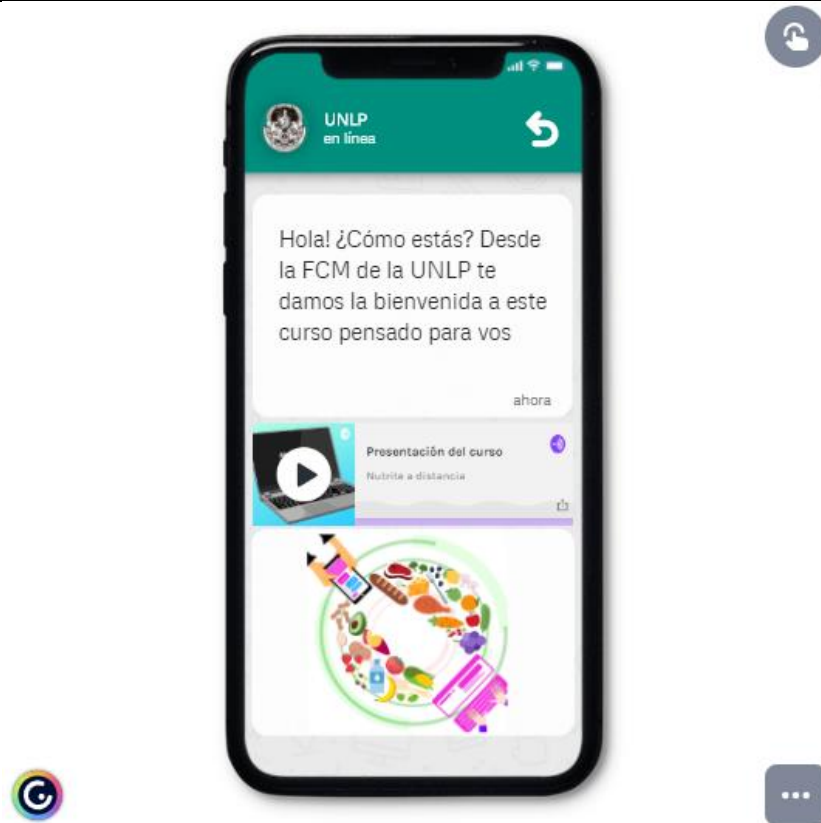 UNLP
en línea
Hola! ¿Cómo estás? Desde
la FCM de la UNLP te
damos la bienvenida a este
curso pensado para vos
ahora
Presentación del curso
Nutrite a distancia